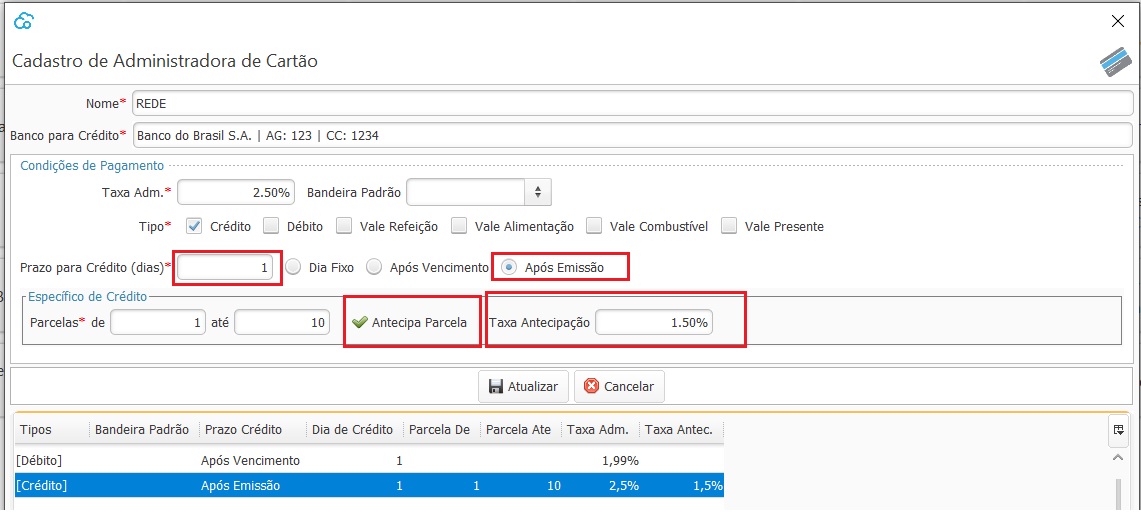 Cadastro de Administradora de Cartão
Nome* REDE
Banco para Crédito* Banco do Brasil S.A. | AG: 123 | CC: 1234
Condições de Pagamento
Taxa Adm.* 2.50% Bandeira Padrão
Tipo* Crédito Débito Vale Refeição Vale Alimentação Vale Combustível Vale Presente
Prazo para Crédito (dias)* 1 Dia Fixo Após Vencimento Após Emissão
Específico de Crédito
Parcelas* de 1 até 10 Antecipa Parcela Taxa Antecipação 1.50%
Atualizar Cancelar
Tipos Bandeira Padrão Prazo Crédito Dia de Crédito Parcela De Parcela Ate Taxa Adm. Taxa Antec.
[Débito] Após Vencimento 1 1,99%
[Crédito] Após Emissão 1 1 10 2,5% 1,5%